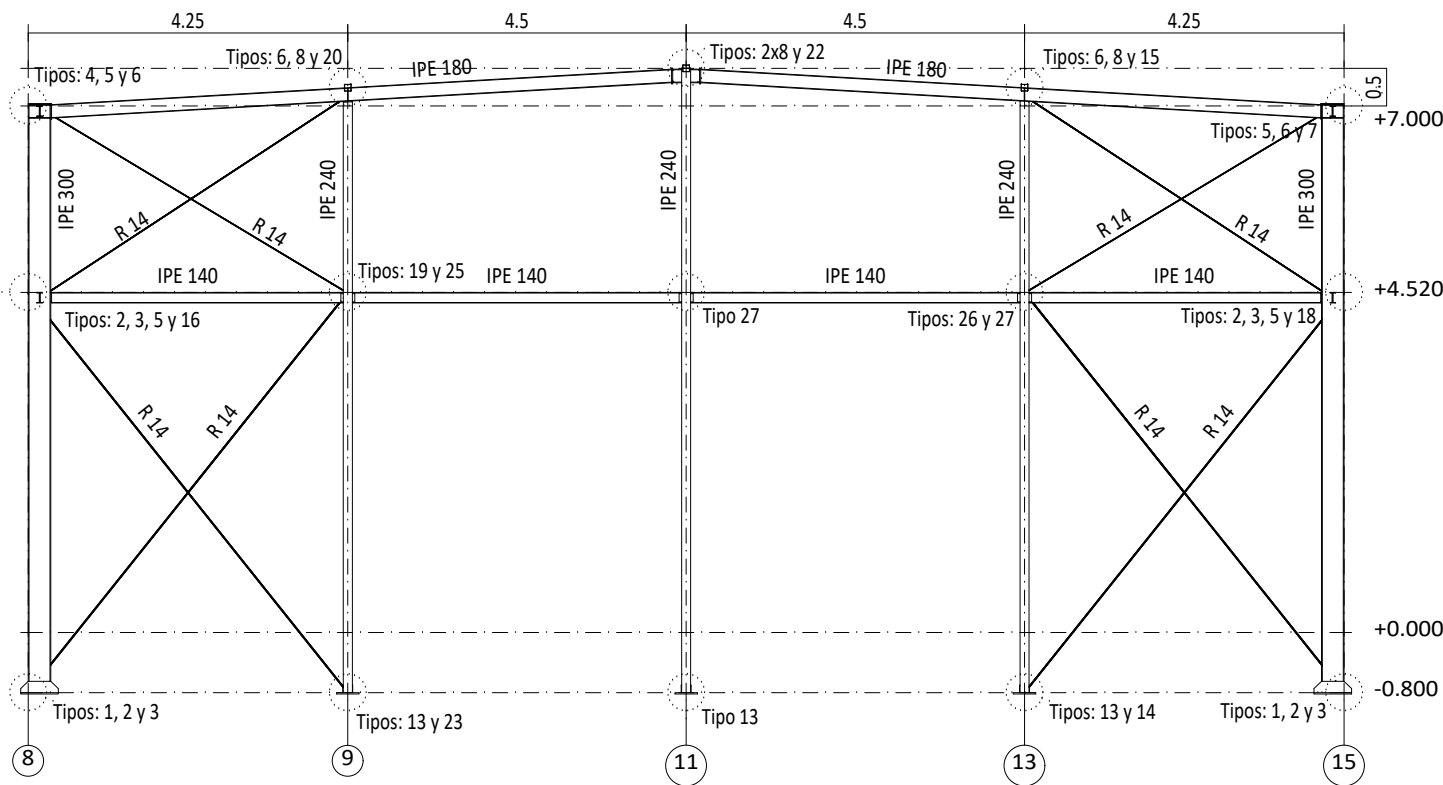 4.25
4.5
4.5
4.25
Tipos: 4, 5 y 6
Tipos: 6, 8 y 20
IPE 180
Tipos: 2x8 y 22
IPE 180
Tipos: 6, 8 y 15
0.5
+7.000
Tipos: 5, 6 y 7
IPE 300
R 14
R 14
IPE 240
IPE 240
IPE 240
R 14
R 14
IPE 300
IPE 140
Tipos: 19 y 25
IPE 140
IPE 140
IPE 140
+4.520
Tipos: 2, 3, 5 y 16
Tipo 27
Tipos: 26 y 27
Tipos: 2, 3, 5 y 18
R 14
R 14
R 14
R 14
+0.000
-0.800
Tipos: 1, 2 y 3
Tipos: 13 y 23
Tipo 13
Tipos: 13 y 14
Tipos: 1, 2 y 3
8
9
11
13
15